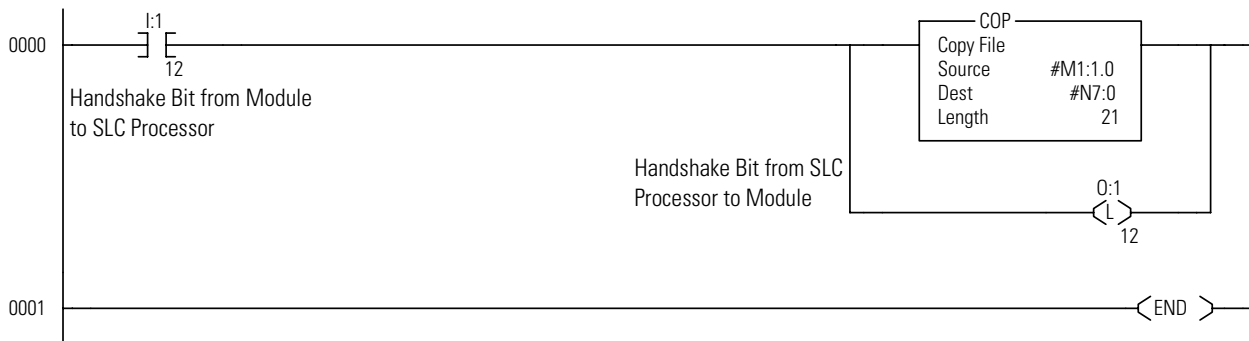 0000
I:1
12
Handshake Bit from Module
to SLC Processor
COP
Copy File
Source #M1:1.0
Dest #N7:0
Length 21
Handshake Bit from SLC
Processor to Module
O:1
L
12
0001
END